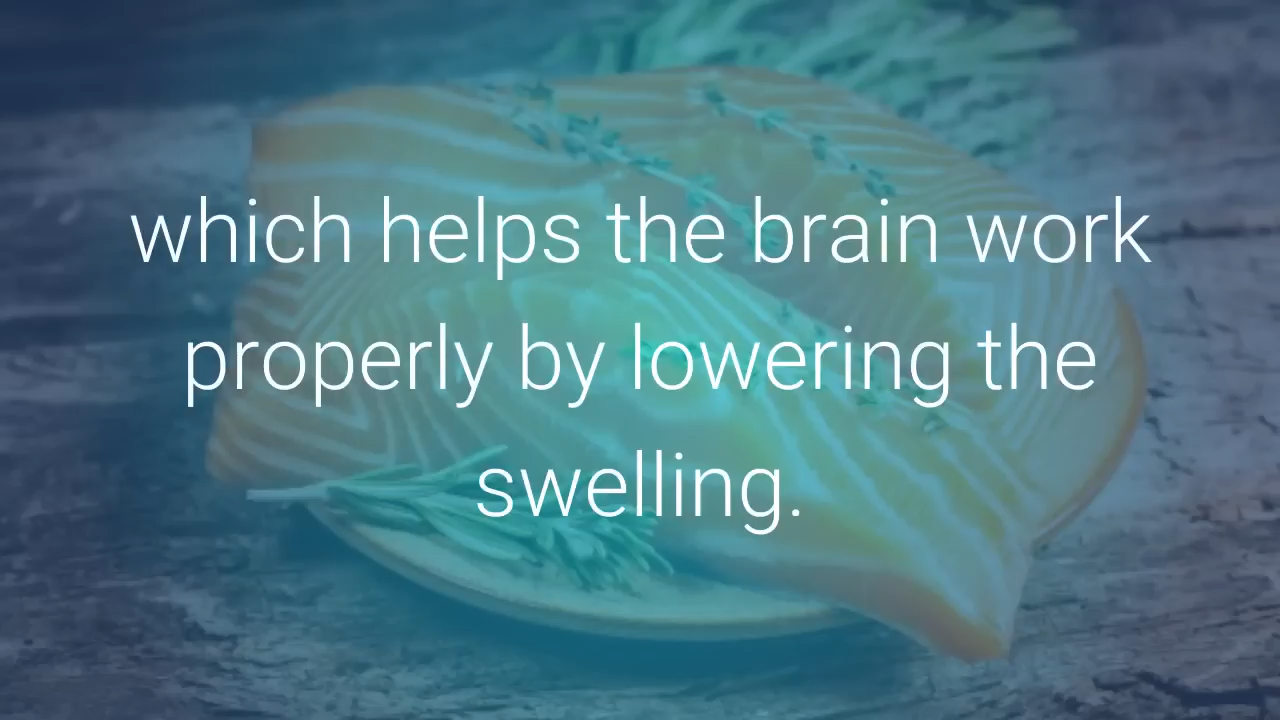 which helps the brain work
properly by lowering the
swelling.